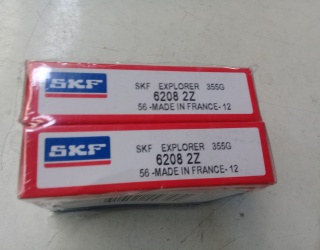 SKF
SKF EXPLORER 355G
6208 2Z
56 -MADE IN FRANCE- 12
SKF
SKF EXPLORER 355G
6208 2Z
56 -MADE IN FRANCE- 12